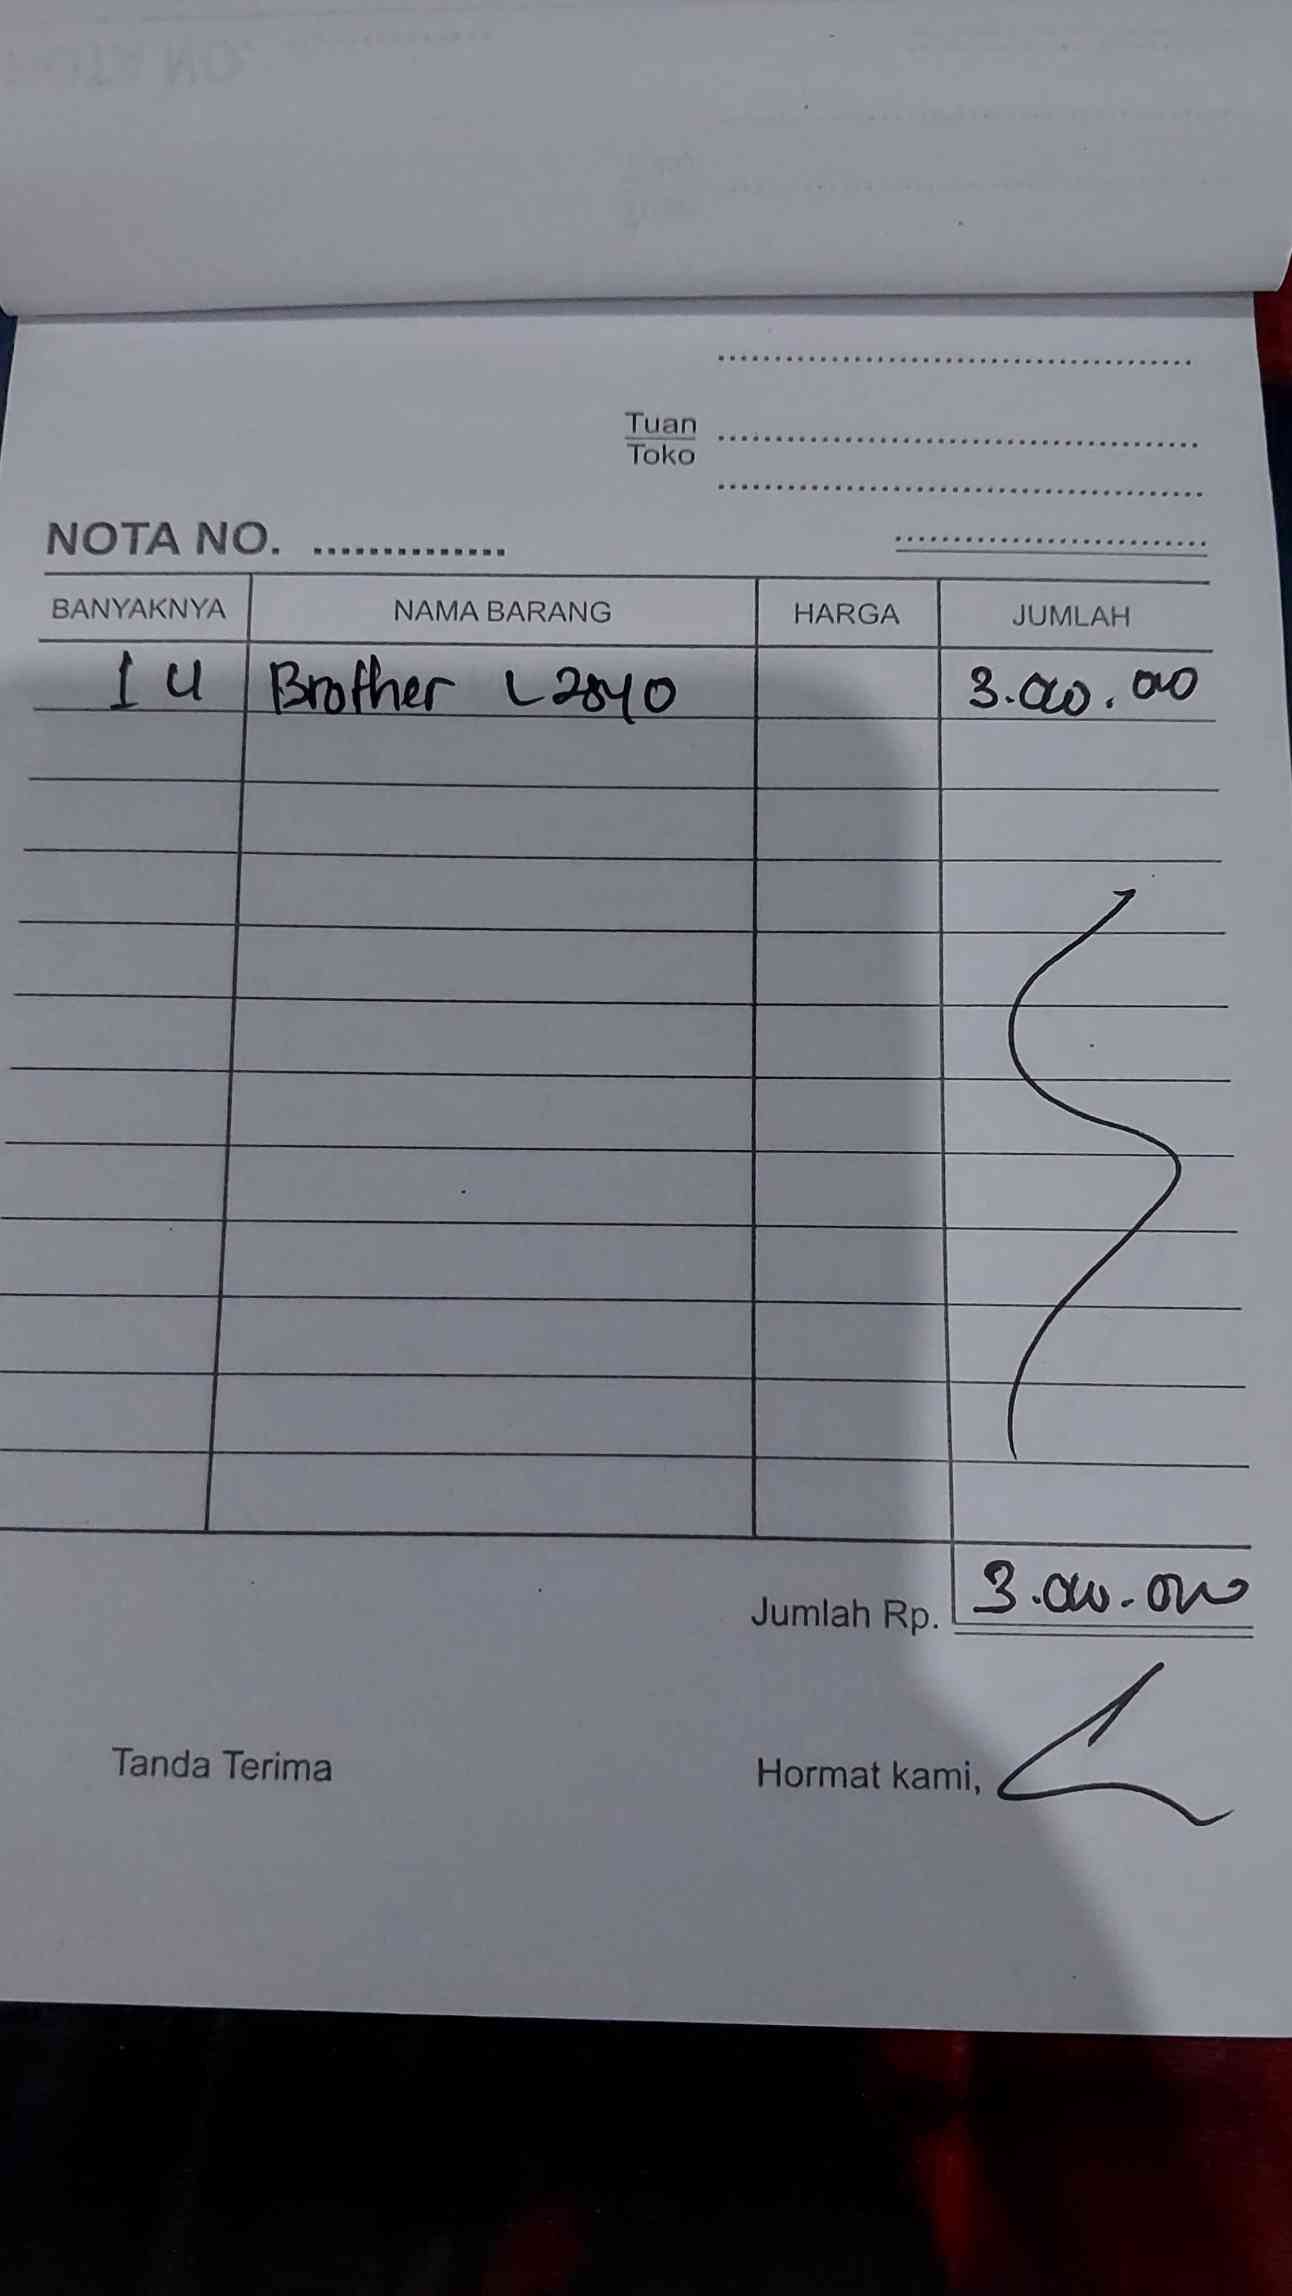 Tuan
Toko
NOTA NO. ..............
BANYAKNYA NAMA BARANG HARGA JUMLAH
1 U Brother L2840 3.000.000
Jumlah Rp. 3.000.000
Tanda Terima Hormat kami,